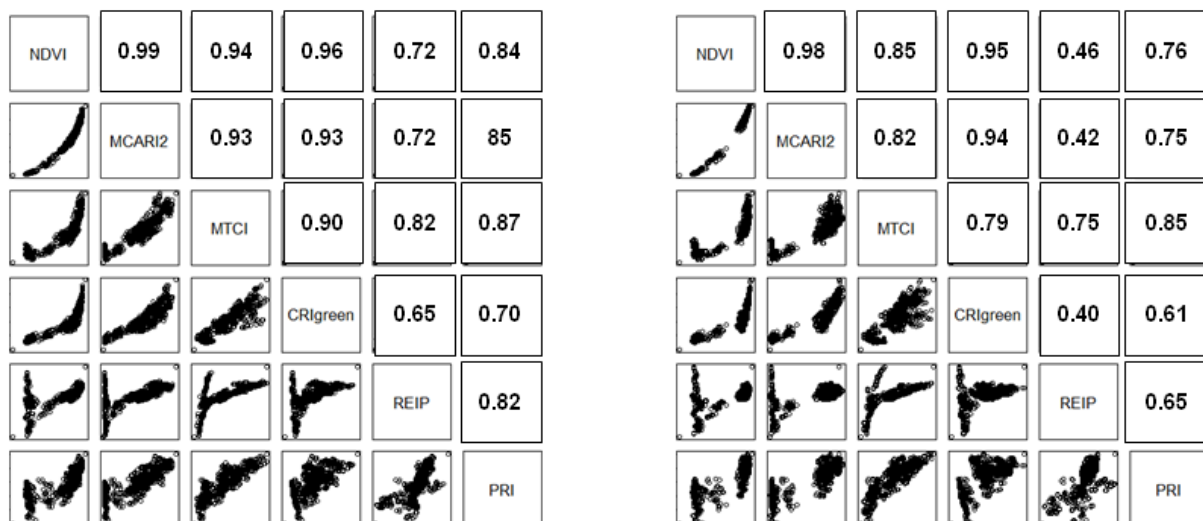 NDVI 0.99 0.94 0.96 0.72 0.84
MCARI2 0.93 0.93 0.72 85
MTCI 0.90 0.82 0.87
CRIgreen 0.65 0.70
REIP 0.82
PRI
NDVI 0.98 0.85 0.95 0.46 0.76
MCARI2 0.82 0.94 0.42 0.75
MTCI 0.79 0.75 0.85
CRIgreen 0.40 0.61
REIP 0.65
PRI